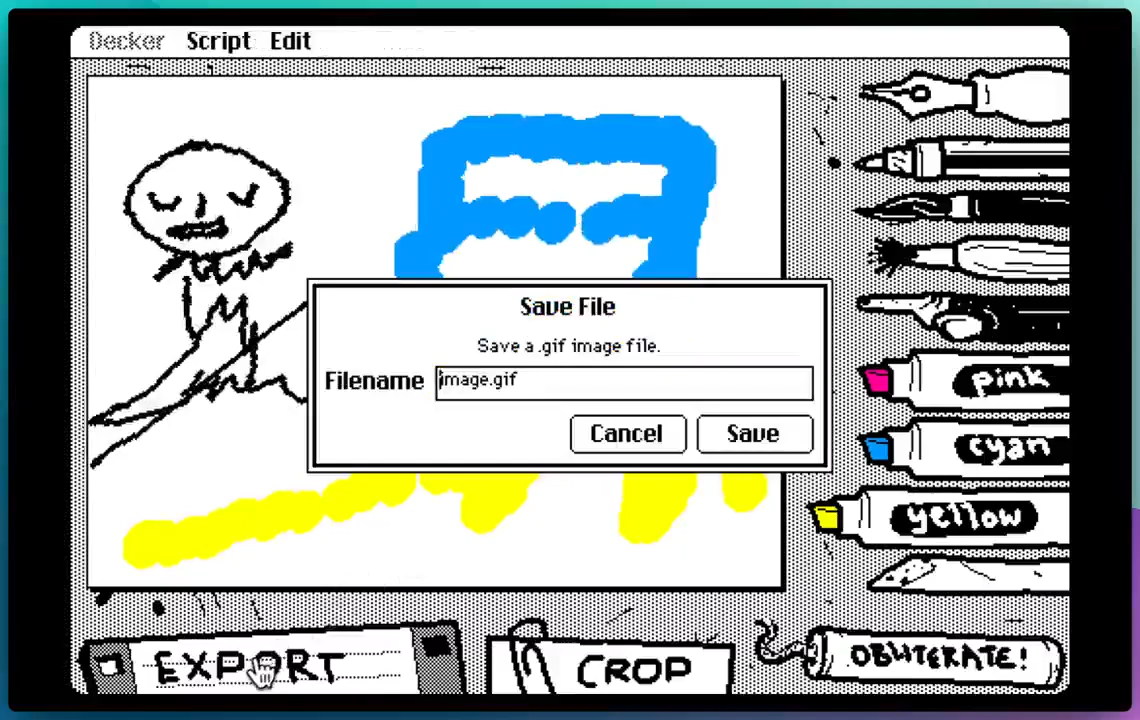 Decker Script Edit
Save File
Save a .gif image file.
Filename image.gif
Cancel Save
pink
cyan
yellow
EXPORT CROP OBLITERATE!